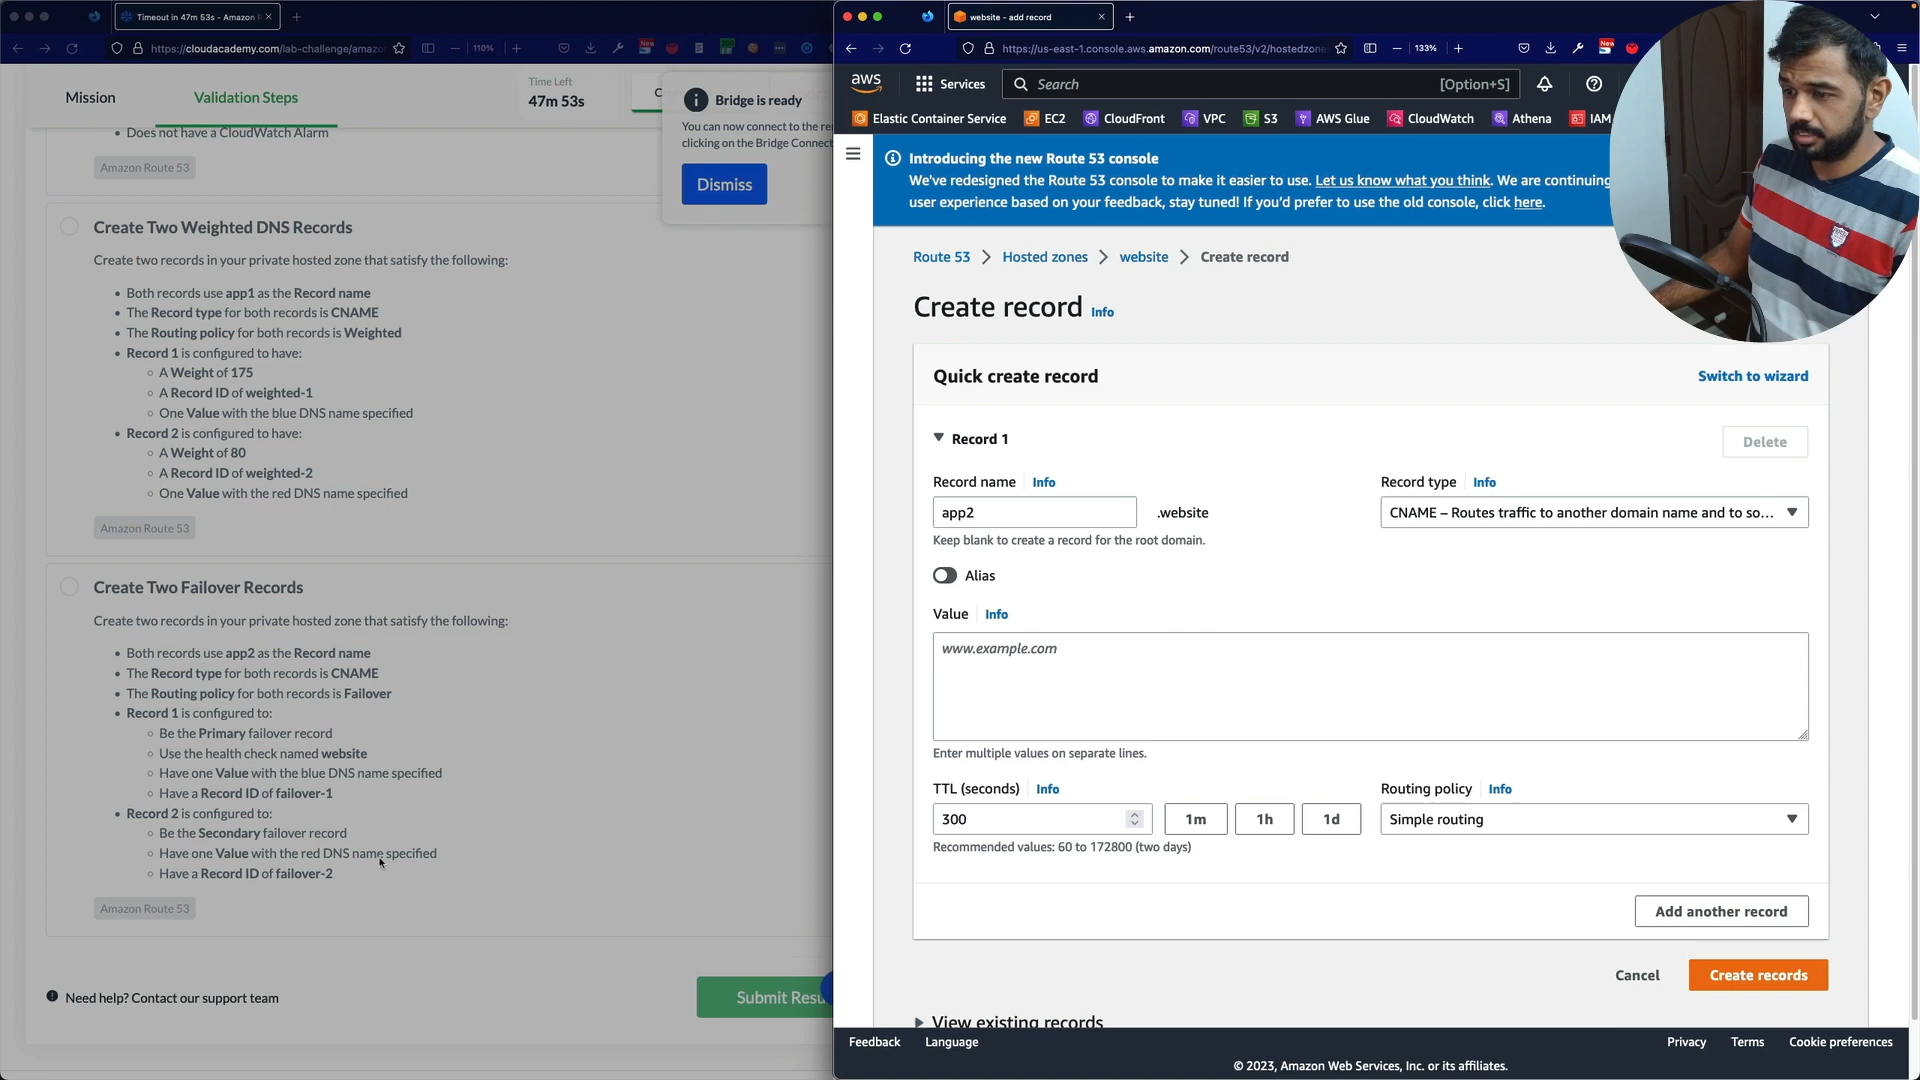 Timeout in 47m 53s - Amazon R
website - add record
https://cloudacademy.com/lab-challenge/amazo
110%
https://us-east-1.console.aws.amazon.com/route53/v2/hostedzone
133%
Mission
Validation Steps
Time Left
47m 53s
Bridge is ready
You can now connect to the re
clicking on the Bridge Connect
Dismiss
aws
Services
Search
[Option+S]
Elastic Container Service
EC2
CloudFront
VPC
S3
AWS Glue
CloudWatch
Athena
IAM
Does not have a CloudWatch Alarm
Amazon Route 53
Create Two Weighted DNS Records
Create two records in your private hosted zone that satisfy the following:
Both records use app1 as the Record name
The Record type for both records is CNAME
The Routing policy for both records is Weighted
Record 1 is configured to have:
A Weight of 175
A Record ID of weighted-1
One Value with the blue DNS name specified
Record 2 is configured to have:
A Weight of 80
A Record ID of weighted-2
One Value with the red DNS name specified
Amazon Route 53
Create Two Failover Records
Create two records in your private hosted zone that satisfy the following:
Both records use app2 as the Record name
The Record type for both records is CNAME
The Routing policy for both records is Failover
Record 1 is configured to:
Be the Primary failover record
Use the health check named website
Have one Value with the blue DNS name specified
Have a Record ID of failover-1
Record 2 is configured to:
Be the Secondary failover record
Have one Value with the red DNS name specified
Have a Record ID of failover-2
Amazon Route 53
Need help? Contact our support team
Submit Resu
Introducing the new Route 53 console
We've redesigned the Route 53 console to make it easier to use. Let us know what you think. We are continuing
user experience based on your feedback, stay tuned! If you'd prefer to use the old console, click here.
Route 53 > Hosted zones > website > Create record
Create record Info
Quick create record
Switch to wizard
Record 1
Delete
Record name Info
Record type Info
app2
.website
CNAME – Routes traffic to another domain name and to so...
Keep blank to create a record for the root domain.
Alias
Value Info
www.example.com
Enter multiple values on separate lines.
TTL (seconds) Info
Routing policy Info
300
1m
1h
1d
Simple routing
Recommended values: 60 to 172800 (two days)
Add another record
Cancel
Create records
View existing records
Feedback
Language
Privacy
Terms
Cookie preferences
© 2023, Amazon Web Services, Inc. or its affiliates.